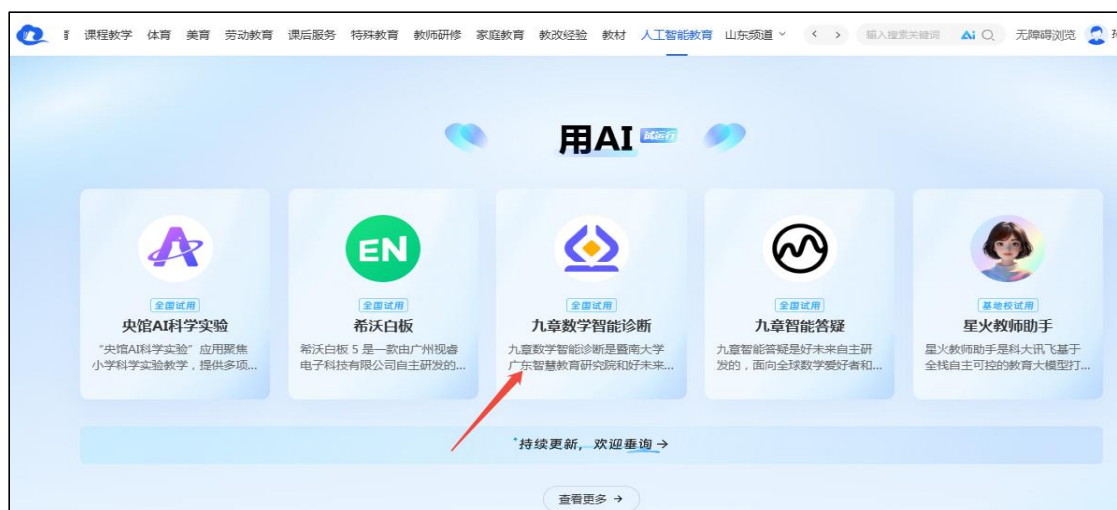 课程教学 体育 美育 劳动教育 课后服务 特殊教育 教师研修 家庭教育 教改经验 教材 人工智能教育 山东频道 输入搜索关键词 Ai 无障碍浏览
用AI 试运行
EN
全国试用 全国试用 全国试用 全国试用 基地校试用
央馆AI科学实验 希沃白板 九章数学智能诊断 九章智能答疑 星火教师助手
“央馆AI科学实验”应用聚焦 希沃白板 5 是一款由广州视睿 九章数学智能诊断是暨南大学 九章智能答疑是好未来自主研 星火教师助手是科大讯飞基于
小学科学实验教学,提供多项... 电子科技有限公司自主研发的... 广东智慧教育研究院和好未来... 发的,面向全球数学爱好者和... 全栈自主可控的教育大模型打...
持续更新,欢迎垂询→
查看更多 →